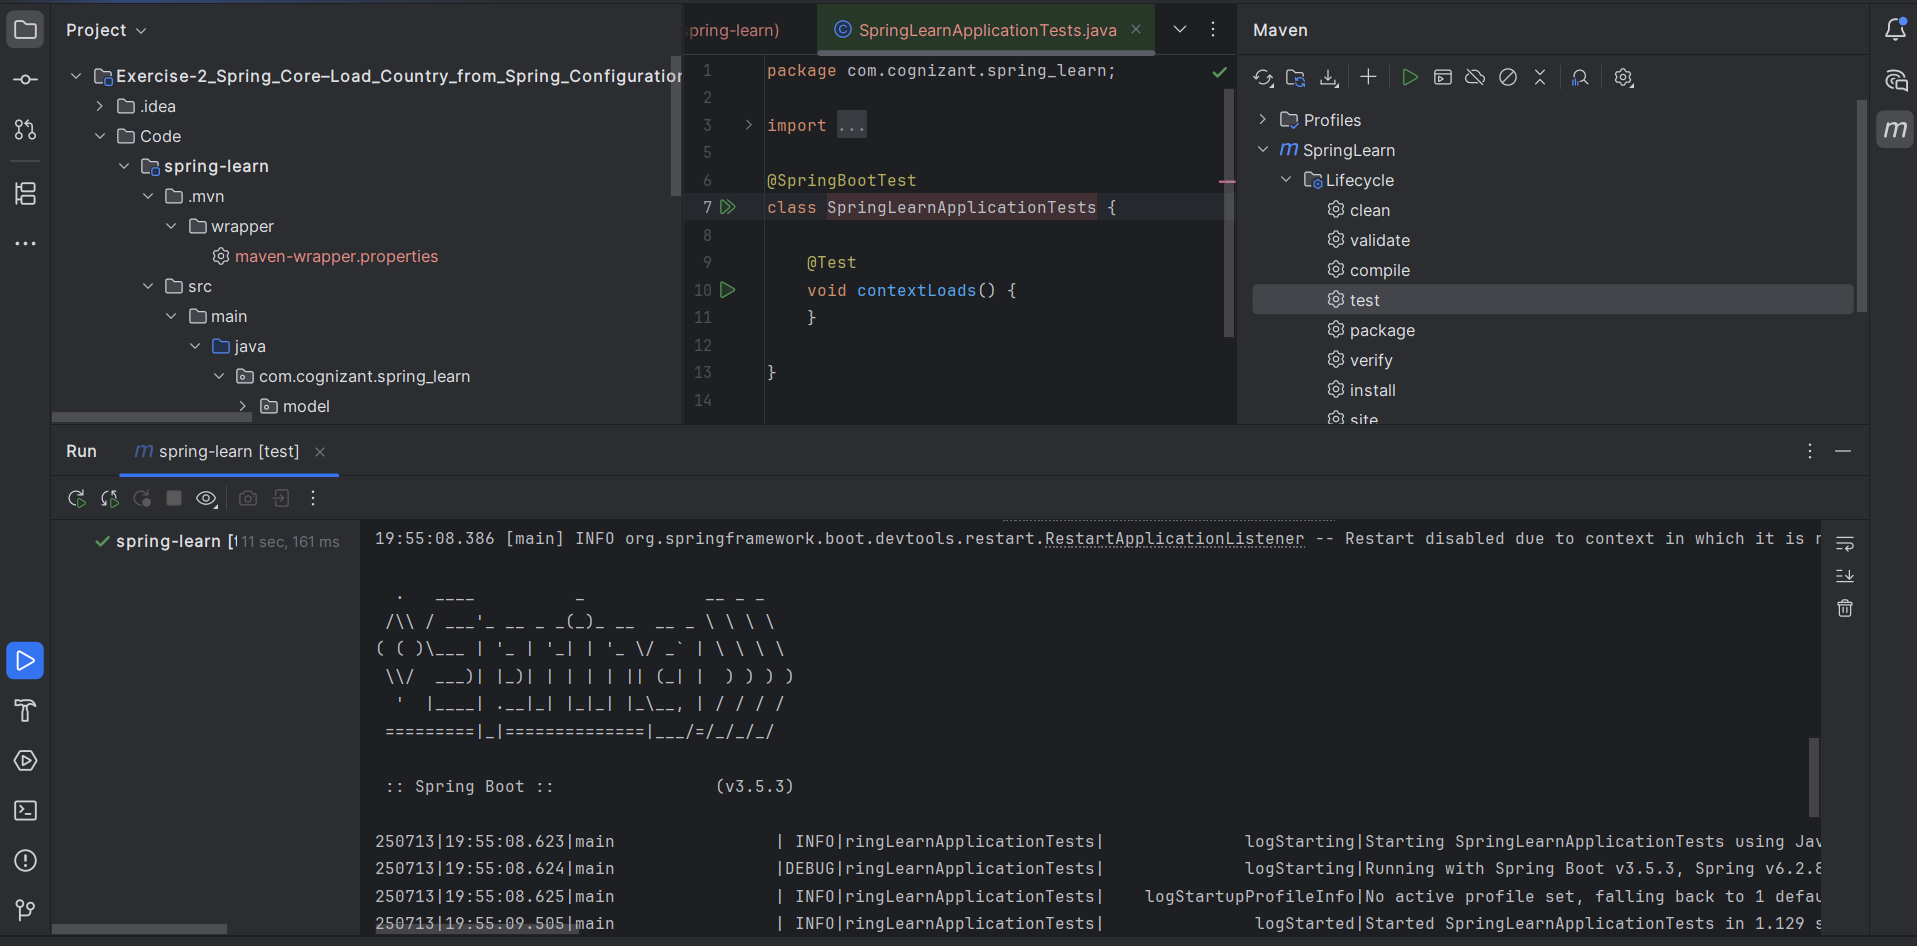 Project
Exercise-2_Spring_Core–Load_Country_from_Spring_Configuration
.idea
Code
spring-learn
.mvn
wrapper
maven-wrapper.properties
src
main
java
com.cognizant.spring_learn
model
pring-learn)
SpringLearnApplicationTests.java
1 package com.cognizant.spring_learn;
2
3 import ...
5
6 @SpringBootTest
7 class SpringLearnApplicationTests {
8
9 @Test
10 void contextLoads() {
11 }
12
13 }
14
Maven
Profiles
m SpringLearn
Lifecycle
clean
validate
compile
test
package
verify
install
site
m
Run
m spring-learn [test]
spring-learn [t 11 sec, 161 ms
19:55:08.386 [main] INFO org.springframework.boot.devtools.restart.RestartApplicationListener -- Restart disabled due to context in which it is r
  .   ____          _            __ _ _
 /\\ / ___'_ __ _ _(_)_ __  __ _ \ \ \ \
( ( )\___ | '_ | '_| | '_ \/ _` | \ \ \ \
 \\/  ___)| |_)| | | | | || (_| |  ) ) ) )
  '  |____| .__|_| |_|_| |_\__, | / / / /
 =========|_|==============|___/=/_/_/_/
:: Spring Boot :: (v3.5.3)
250713|19:55:08.623|main | INFO|ringLearnApplicationTests| logStarting|Starting SpringLearnApplicationTests using Jav
250713|19:55:08.624|main |DEBUG|ringLearnApplicationTests| logStarting|Running with Spring Boot v3.5.3, Spring v6.2.8
250713|19:55:08.625|main | INFO|ringLearnApplicationTests| logStartupProfileInfo|No active profile set, falling back to 1 defau
250713|19:55:09.505|main | INFO|ringLearnApplicationTests| logStarted|Started SpringLearnApplicationTests in 1.129 s